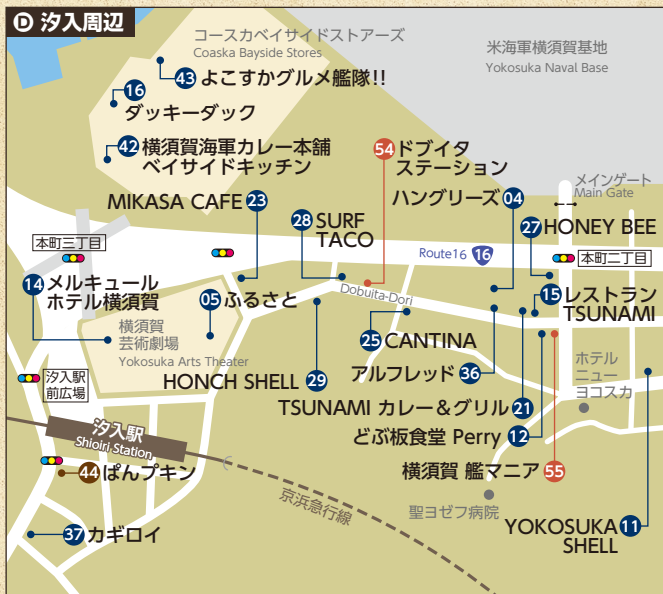 D 汐入周辺
コースカベイサイドストアーズ
Coaska Bayside Stores
米海軍横須賀基地
Yokosuka Naval Base
43 よこすかグルメ艦隊!!
16
ダッキーダック
42 横須賀海軍カレー本舗
ベイサイドキッチン
54 ドブイタ
ステーション
メインゲート
Main Gate
MIKASA CAFE 23
ハングリーズ 04
28 SURF
TACO
27 HONEY BEE
本町三丁目
Route16 16
本町二丁目
14 メルキュール
ホテル横須賀
05 ふるさと
Dobuita-Dori
15 レストラン
TSUNAMI
横須賀
芸術劇場
Yokosuka Arts Theater
25 CANTINA
HONCH SHELL 29
アルフレッド 36
ホテル
ニュー
ヨコスカ
汐入駅
前広場
TSUNAMI カレー＆グリル 21
汐入駅
Shioiri Station
どぶ板食堂 Perry 12
44 ぱんプキン
横須賀 艦マニア 55
京浜急行線
聖ヨゼフ病院
37 カギロイ
YOKOSUKA
SHELL 11